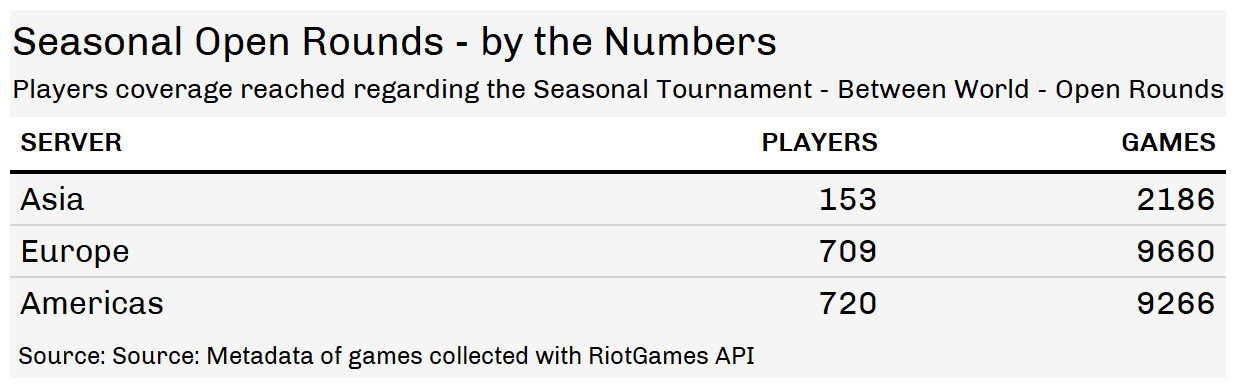 Seasonal Open Rounds - by the Numbers
Players coverage reached regarding the Seasonal Tournament - Between World - Open Rounds
SERVER PLAYERS GAMES
Asia 153 2186
Europe 709 9660
Americas 720 9266
Source: Source: Metadata of games collected with RiotGames API